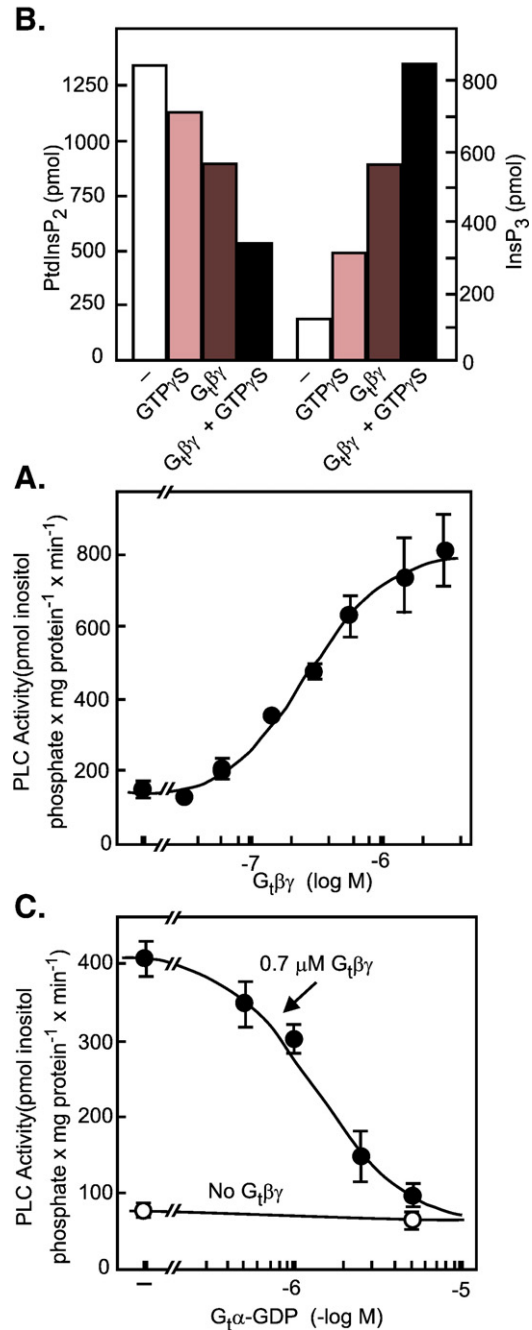 B.
PtdInsP2 (pmol)
1250
1000
750
500
250
0
InsP3 (pmol)
800
600
400
200
0
–
GTPγS
Gtβγ
Gtβγ + GTPγS
–
GTPγS
Gtβγ
Gtβγ + GTPγS
A.
PLC Activity(pmol inositol
phosphate x mg protein-1 x min-1)
800
600
400
200
0
-7
-6
Gtβγ (log M)
C.
PLC Activity(pmol inositol
phosphate x mg protein-1 x min-1)
400
300
200
100
0
0.7 μM Gtβγ
No Gtβγ
–
-6
-5
Gtα-GDP (-log M)